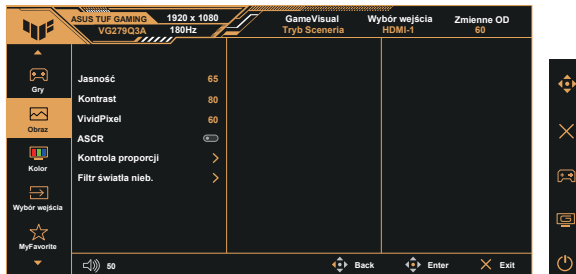 ASUS TUF GAMING 1920 x 1080 GameVisual Wybór wejścia Zmienne OD
VG279Q3A 180Hz Tryb Sceneria HDMI-1 60
Gry
Obraz
Kolor
Wybór wejścia
MyFavorite
Jasność 65
Kontrast 80
VividPixel 60
ASCR
Kontrola proporcji
Filtr światła nieb.
50 Back Enter Exit